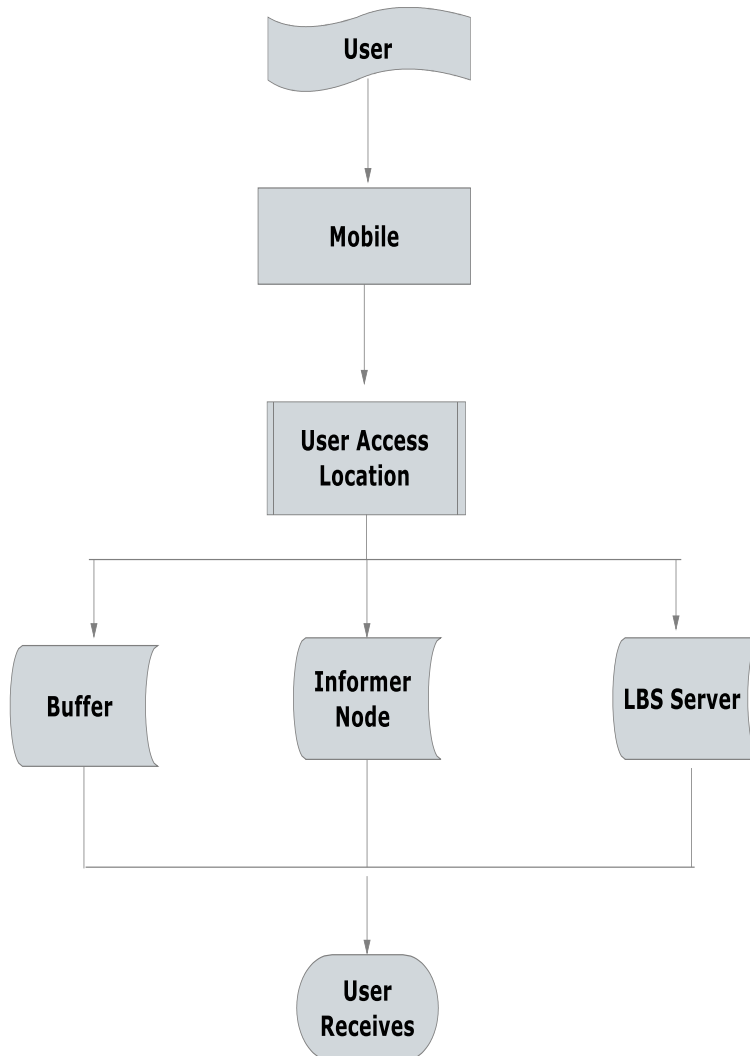 User
Mobile
User Access
Location
Buffer
Informer
Node
LBS Server
User
Receives